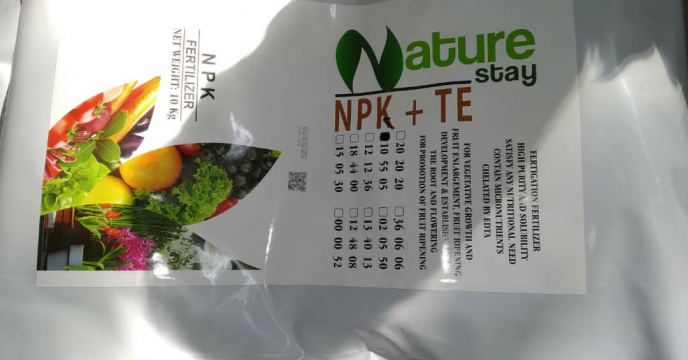 Nature
stay
NPK + TE
FERTIGATION FERTILIZER
HIGH PURITY AND SOLUBILITY
SATISFY ANY NUTRITIONAL NEED
CONTAIN MICRONUTRIENTS
CHELATED BY EDTA
FOR VEGETATIVE GROWTH AND
FRUIT ENLARGEMENT, FRUIT RIPENING
DEVELOPMENT & ESTABLISH
THE ROOT AND FLOWERING
FOR PROMOTION OF FRUIT RIPENING
20 20 20 36 06 06
10 55 05 02 05 50
12 12 36 13 40 13
18 44 00 12 48 08
15 05 30 00 00 52
NPK
FERTILIZER
NET WEIGHT: 10 Kg